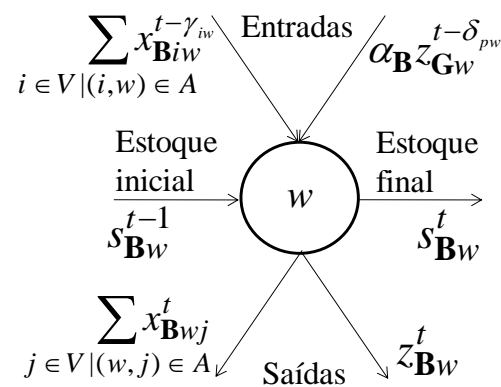 ∑ x_{𝐁iw}^{t−γ_{iw}}
i ∈ V | (i, w) ∈ A
Entradas
α_𝐁 z_{𝐆w}^{t−δ_{pw}}
Estoque
inicial
s_{𝐁w}^{t−1}
w
Estoque
final
s_{𝐁w}^{t}
∑ x_{𝐁wj}^{t}
j ∈ V | (w, j) ∈ A
Saídas
z_{𝐁w}^{t}